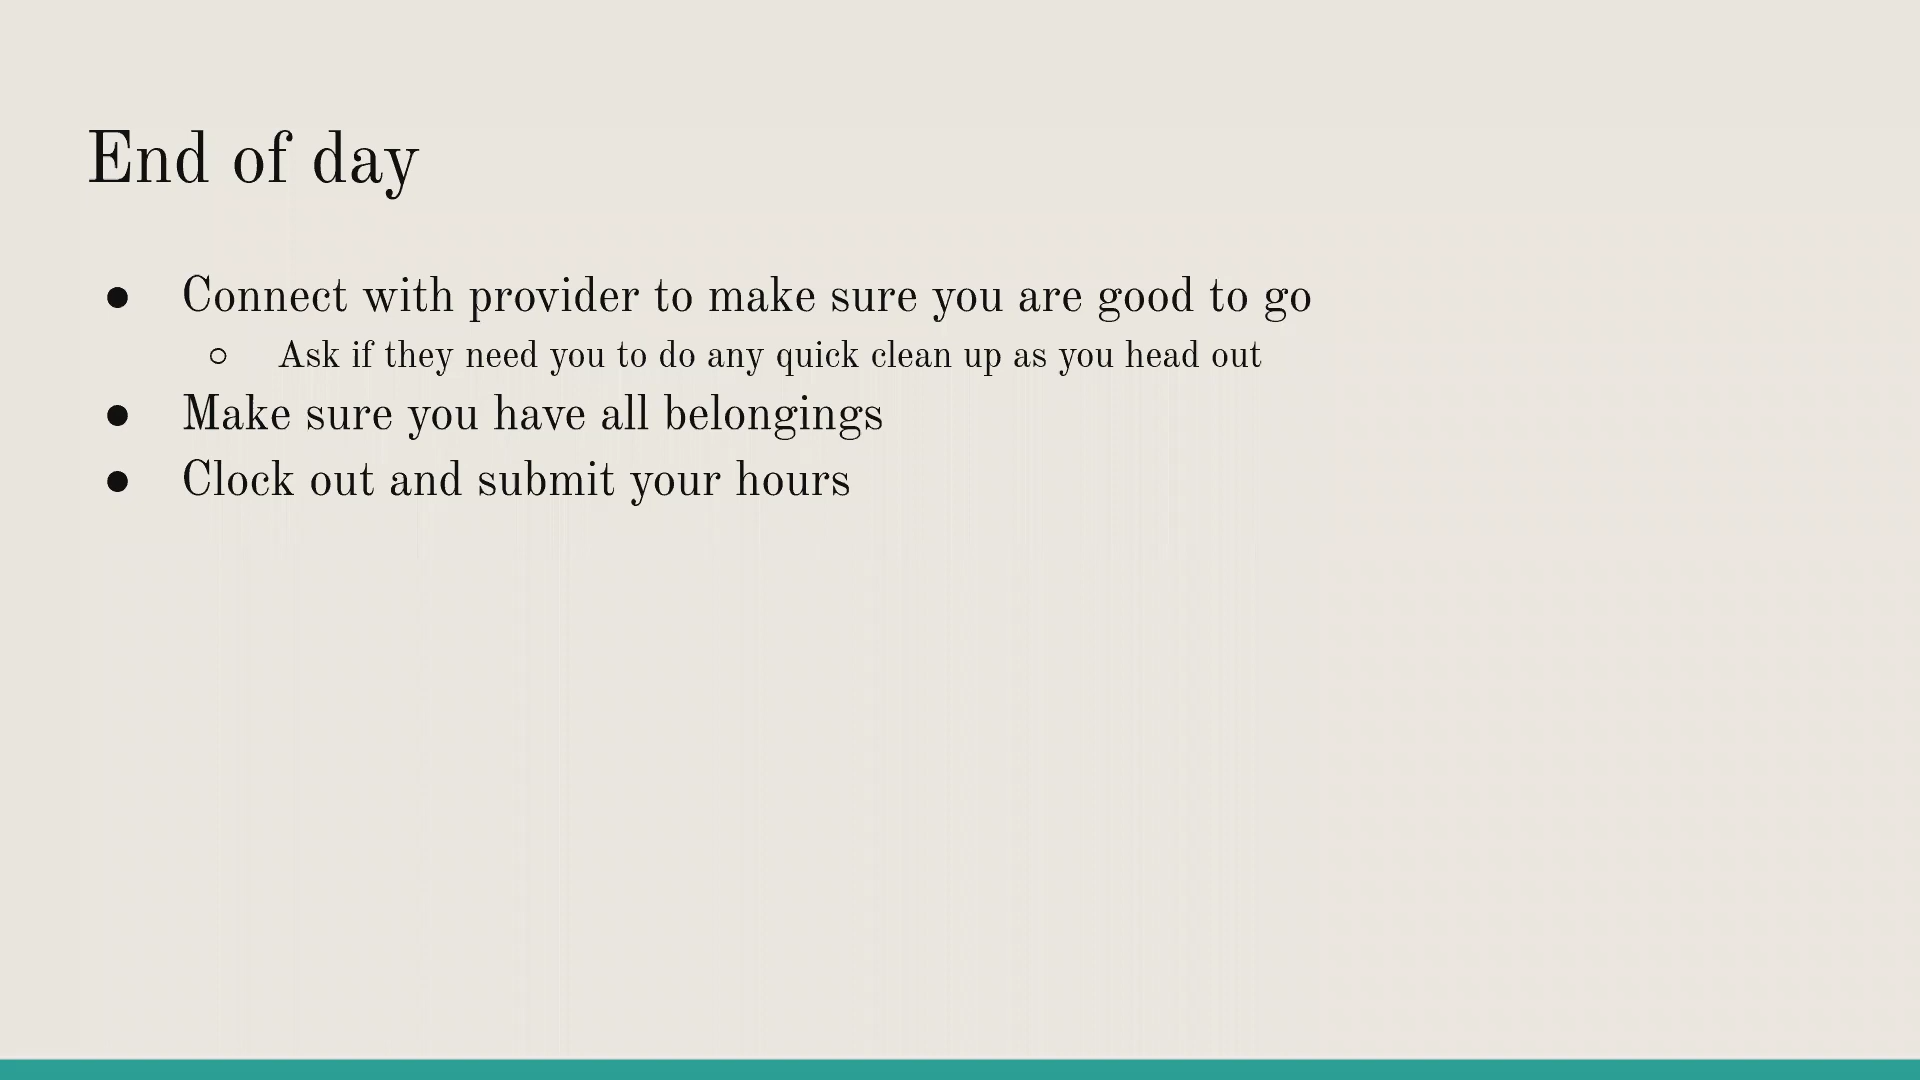 End of day
● Connect with provider to make sure you are good to go
○ Ask if they need you to do any quick clean up as you head out
● Make sure you have all belongings
● Clock out and submit your hours